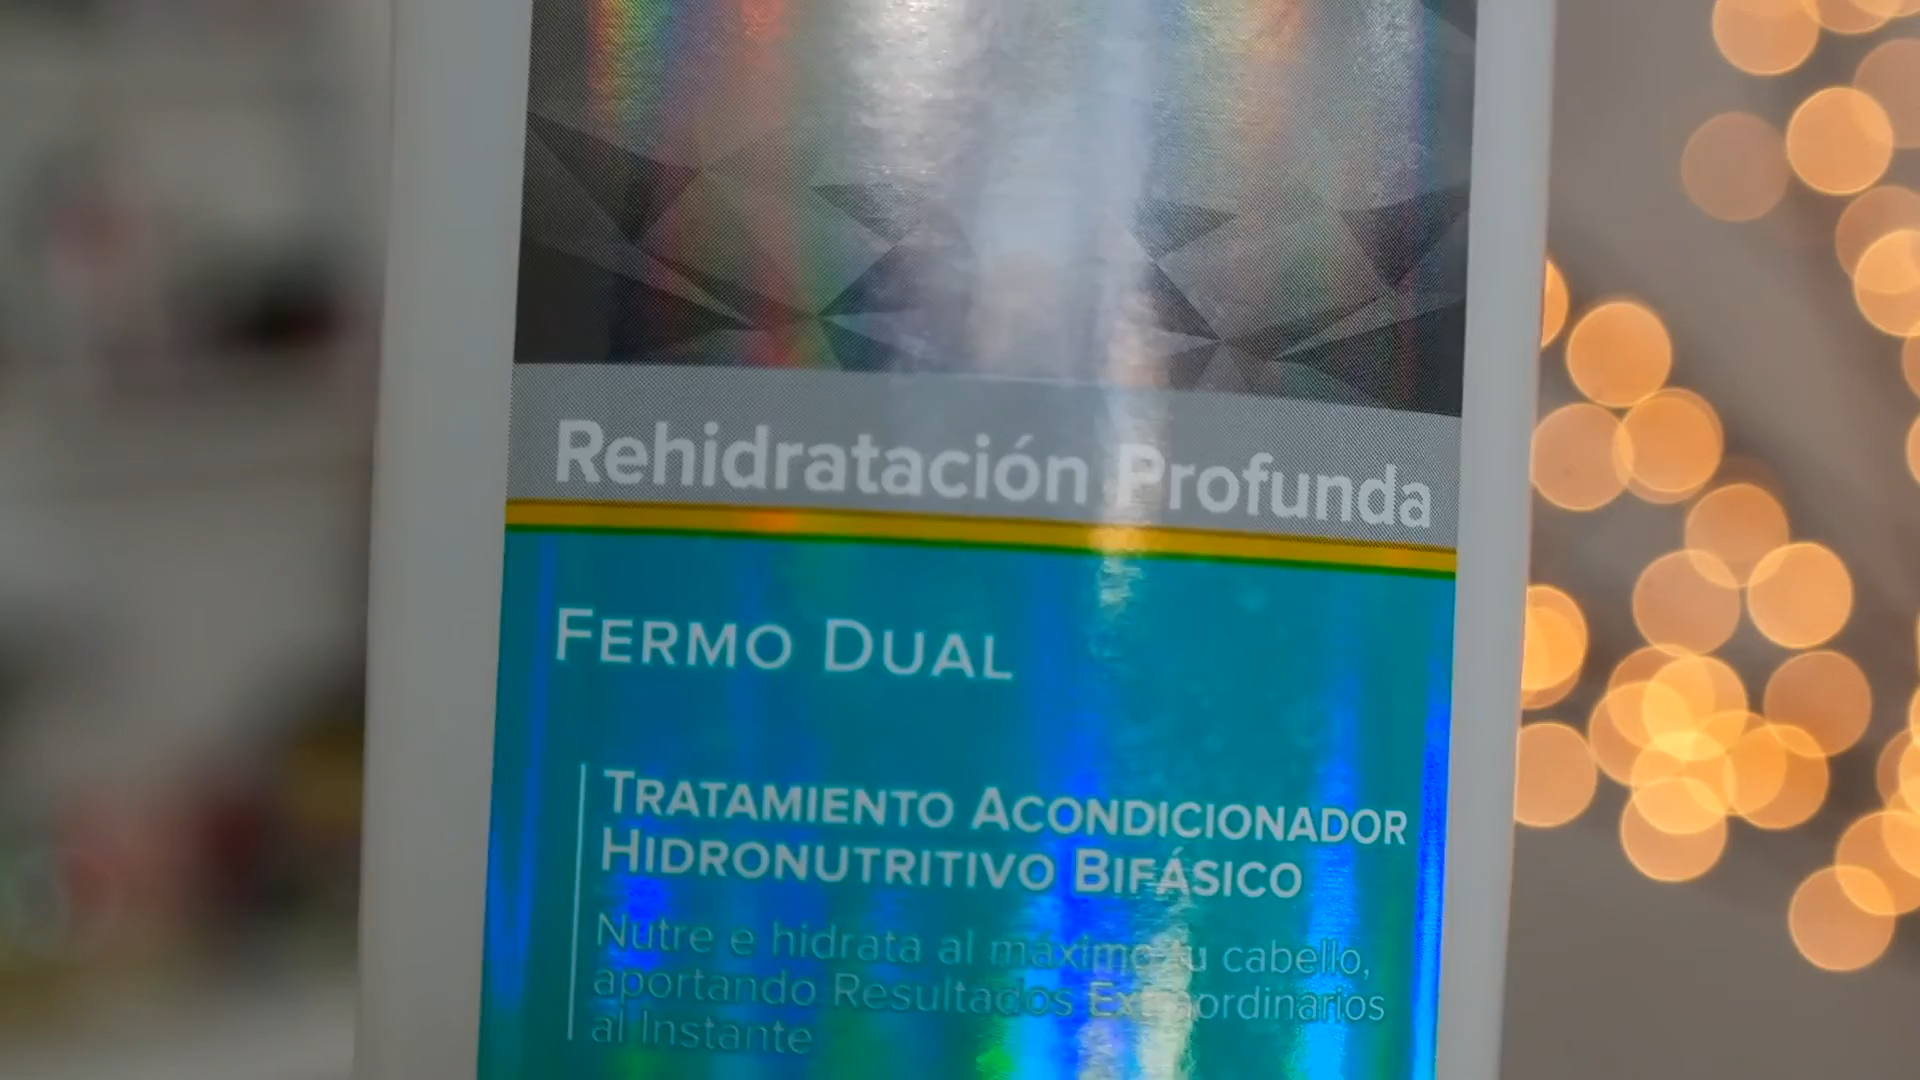 Rehidratación Profunda
FERMO DUAL
TRATAMIENTO ACONDICIONADOR
HIDRONUTRITIVO BIFÁSICO
Nutre e hidrata al máximo tu cabello,
aportando Resultados Extraordinarios
al Instante